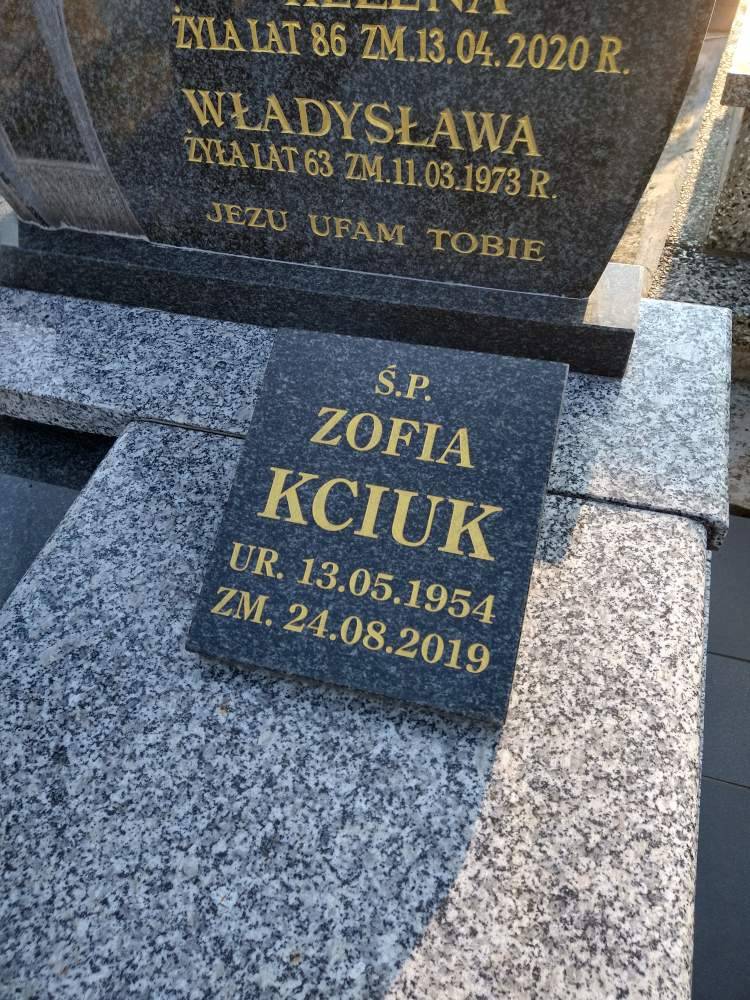 HELENA
ŻYŁA LAT 86 ZM.13.04.2020 R.
WŁADYSŁAWA
ŻYŁA LAT 63 ZM.11.03.1973 R.
JEZU UFAM TOBIE
Ś.P.
ZOFIA
KCIUK
UR. 13.05.1954
ZM. 24.08.2019